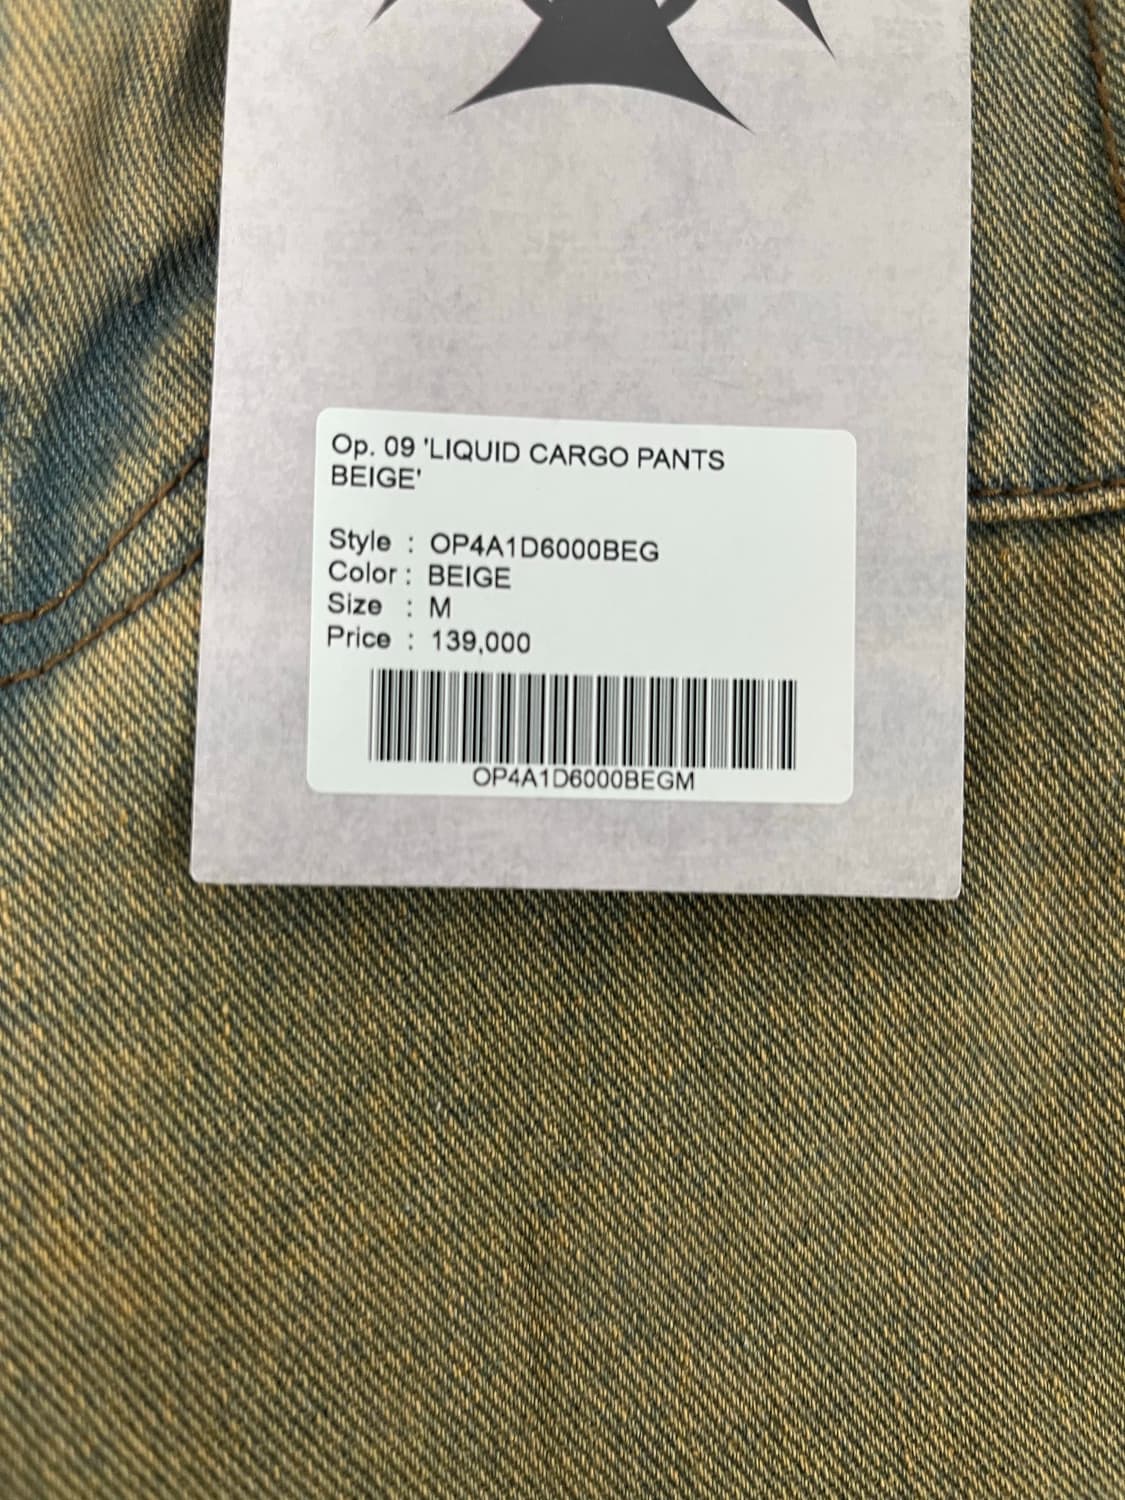 Op. 09 'LIQUID CARGO PANTS
BEIGE'
Style : OP4A1D6000BEG
Color : BEIGE
Size : M
Price : 139,000
OP4A1D6000BEGM